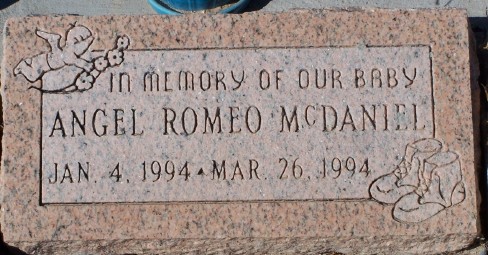 IN MEMORY OF OUR BABY
ANGEL ROMEO McDANIEL
JAN. 4, 1994 - MAR. 26, 1994